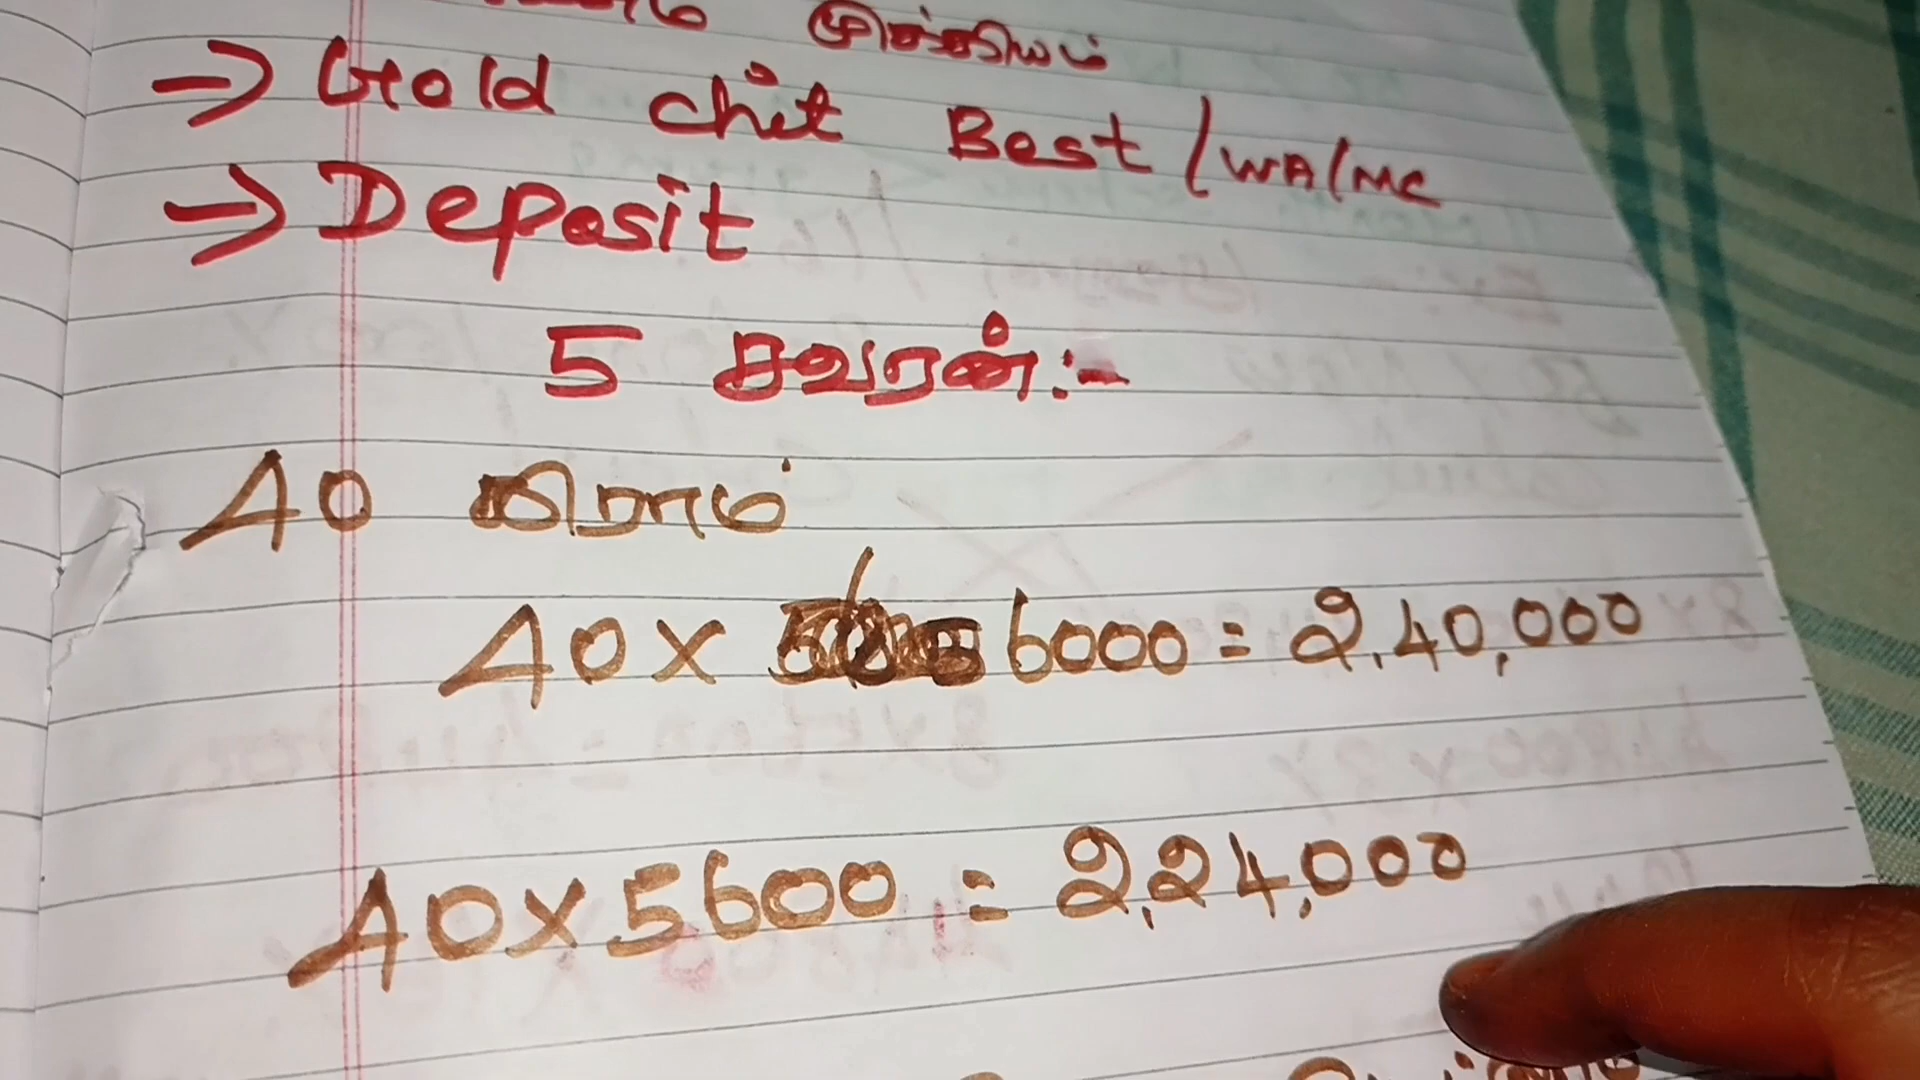 முக்கியம்
→ Gold chit Best / WA / MC
→ Deposit
5 சவரன் :-
40 கிராம்
40 x 6000 = 2,40,000
40 x 5600 = 2,24,000